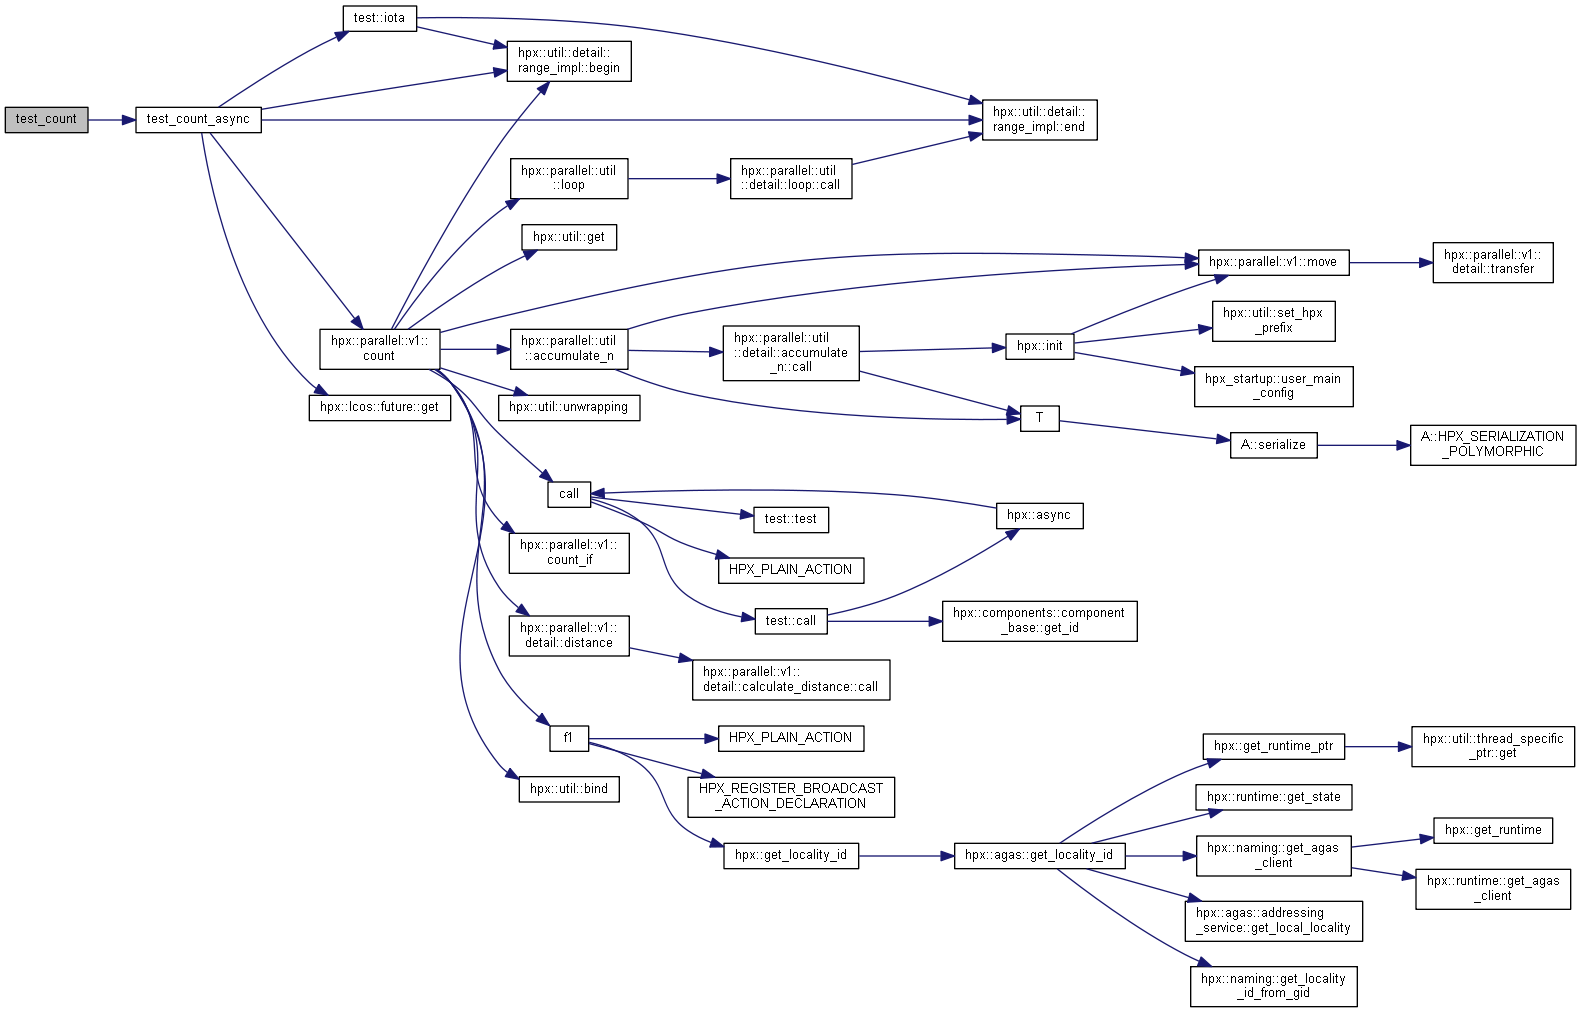 test_count
test_count_async
test::iota
hpx::util::detail::
range_impl::begin
hpx::util::detail::
range_impl::end
hpx::parallel::util
::loop
hpx::parallel::util
::detail::loop::call
hpx::util::get
hpx::parallel::v1::move
hpx::parallel::v1::
detail::transfer
hpx::parallel::v1::
count
hpx::parallel::util
::accumulate_n
hpx::parallel::util
::detail::accumulate
_n::call
hpx::init
hpx::util::set_hpx
_prefix
hpx_startup::user_main
_config
hpx::lcos::future::get
hpx::util::unwrapping
T
A::serialize
A::HPX_SERIALIZATION
_POLYMORPHIC
call
test::test
hpx::async
hpx::parallel::v1::
count_if
HPX_PLAIN_ACTION
test::call
hpx::components::component
_base::get_id
hpx::parallel::v1::
detail::distance
hpx::parallel::v1::
detail::calculate_distance::call
f1
HPX_PLAIN_ACTION
hpx::util::bind
HPX_REGISTER_BROADCAST
_ACTION_DECLARATION
hpx::get_locality_id
hpx::agas::get_locality_id
hpx::get_runtime_ptr
hpx::util::thread_specific
_ptr::get
hpx::runtime::get_state
hpx::naming::get_agas
_client
hpx::get_runtime
hpx::runtime::get_agas
_client
hpx::agas::addressing
_service::get_local_locality
hpx::naming::get_locality
_id_from_gid